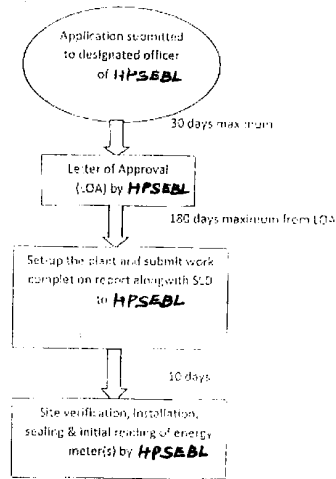 Application submitted
to designated officer
of HPSEBL
30 days maximum
Letter of Approval
(LOA) by HPSEBL
180 days maximum from LOA
Set-up the plant and submit work
completion report along with SLD
to HPSEBL
10 days
Site verification, Installation,
sealing & initial reading of energy
meter(s) by HPSEBL